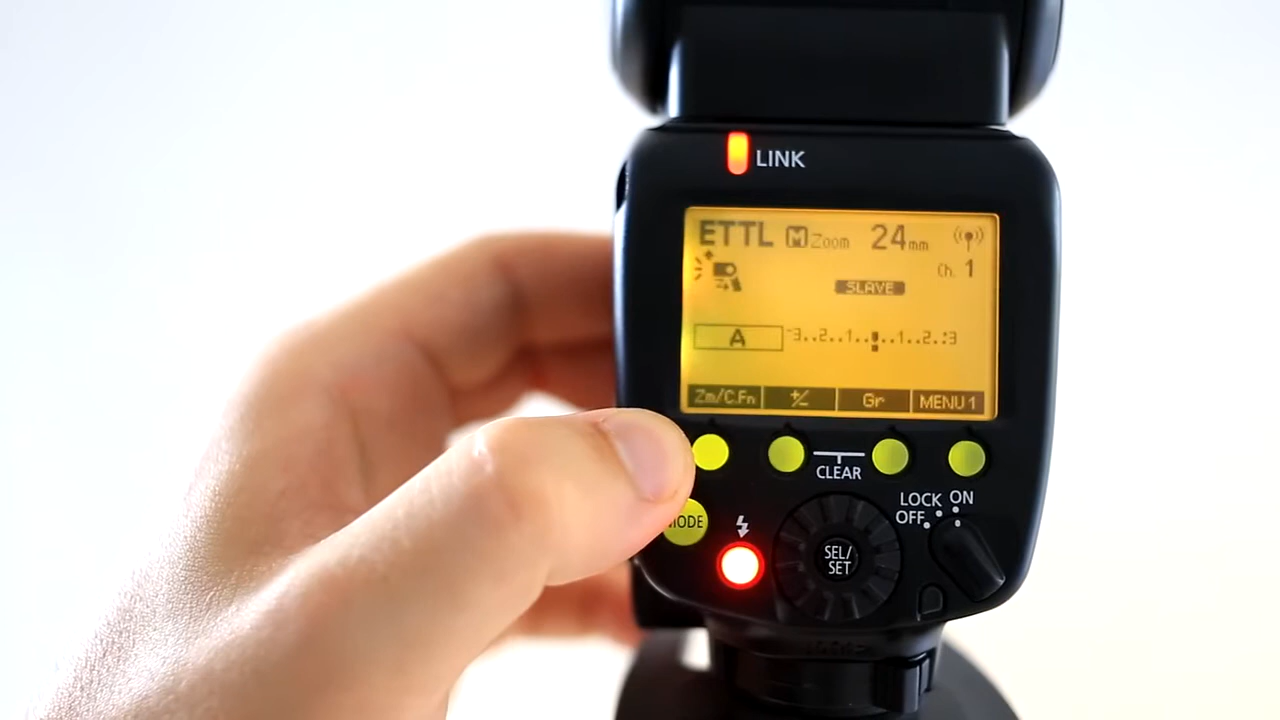 LINK
ETTL M Zoom 24mm
Ch. 1
SLAVE
A -3..2..1.. ..1..2.:3
Zm/C.Fn +/- Gr MENU 1
CLEAR
MODE
LOCK ON
OFF
SEL/
SET